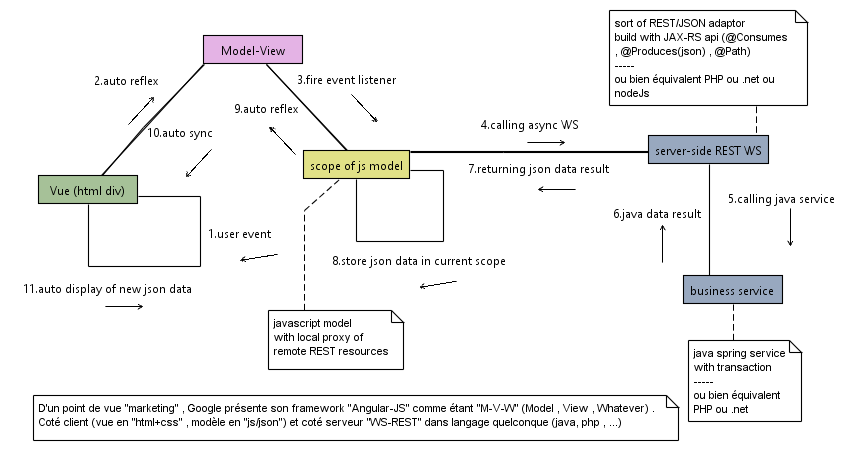 sort of REST/JSON adaptor
build with JAX-RS api (@Consumes
, @Produces(json) , @Path)
-----
ou bien équivalent PHP ou .net ou
nodeJs
Model-View
2.auto reflex
3.fire event listener
9.auto reflex
10.auto sync
4.calling async WS
scope of js model
server-side REST WS
7.returning json data result
Vue (html div)
5.calling java service
6.java data result
1.user event
8.store json data in current scope
11.auto display of new json data
business service
javascript model
with local proxy of
remote REST resources
java spring service
with transaction
-----
ou bien équivalent
PHP ou .net
D'un point de vue "marketing" , Google présente son framework "Angular-JS" comme étant "M-V-W" (Model , View , Whatever) .
Coté client (vue en "html+css" , modèle en "js/json") et coté serveur "WS-REST" dans langage quelconque (java, php , ...)